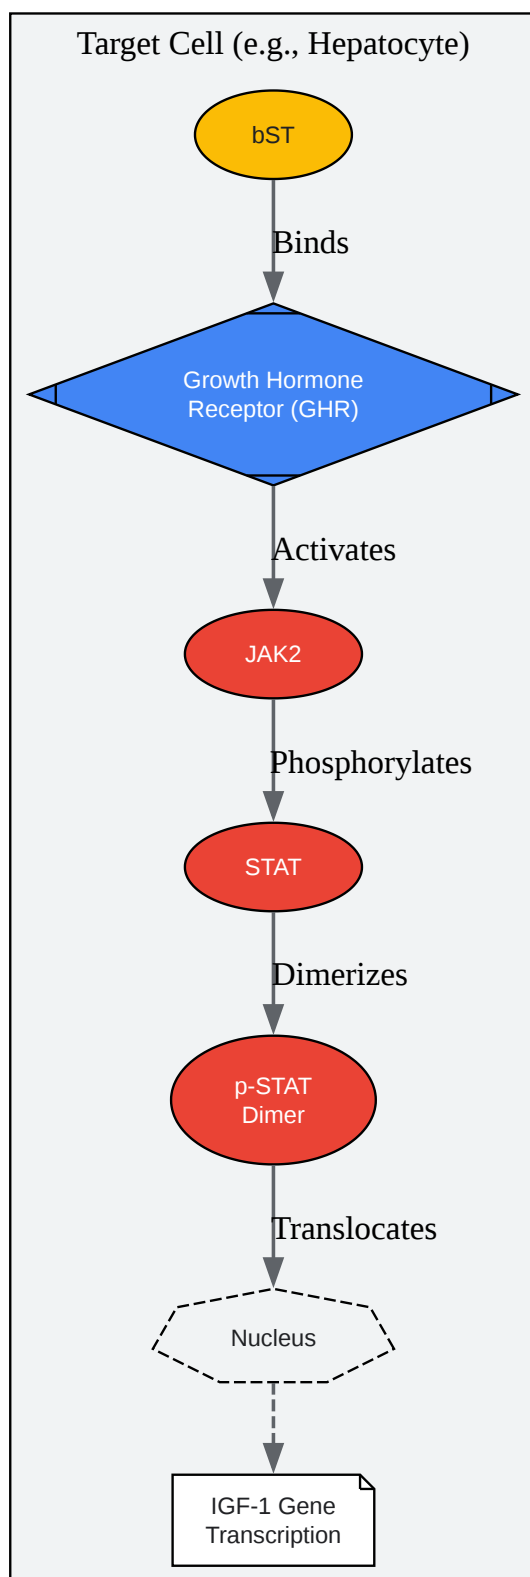 Target Cell (e.g., Hepatocyte)
bST
Binds
Growth Hormone
Receptor (GHR)
Activates
JAK2
Phosphorylates
STAT
Dimerizes
p-STAT
Dimer
Translocates
Nucleus
IGF-1 Gene
Transcription